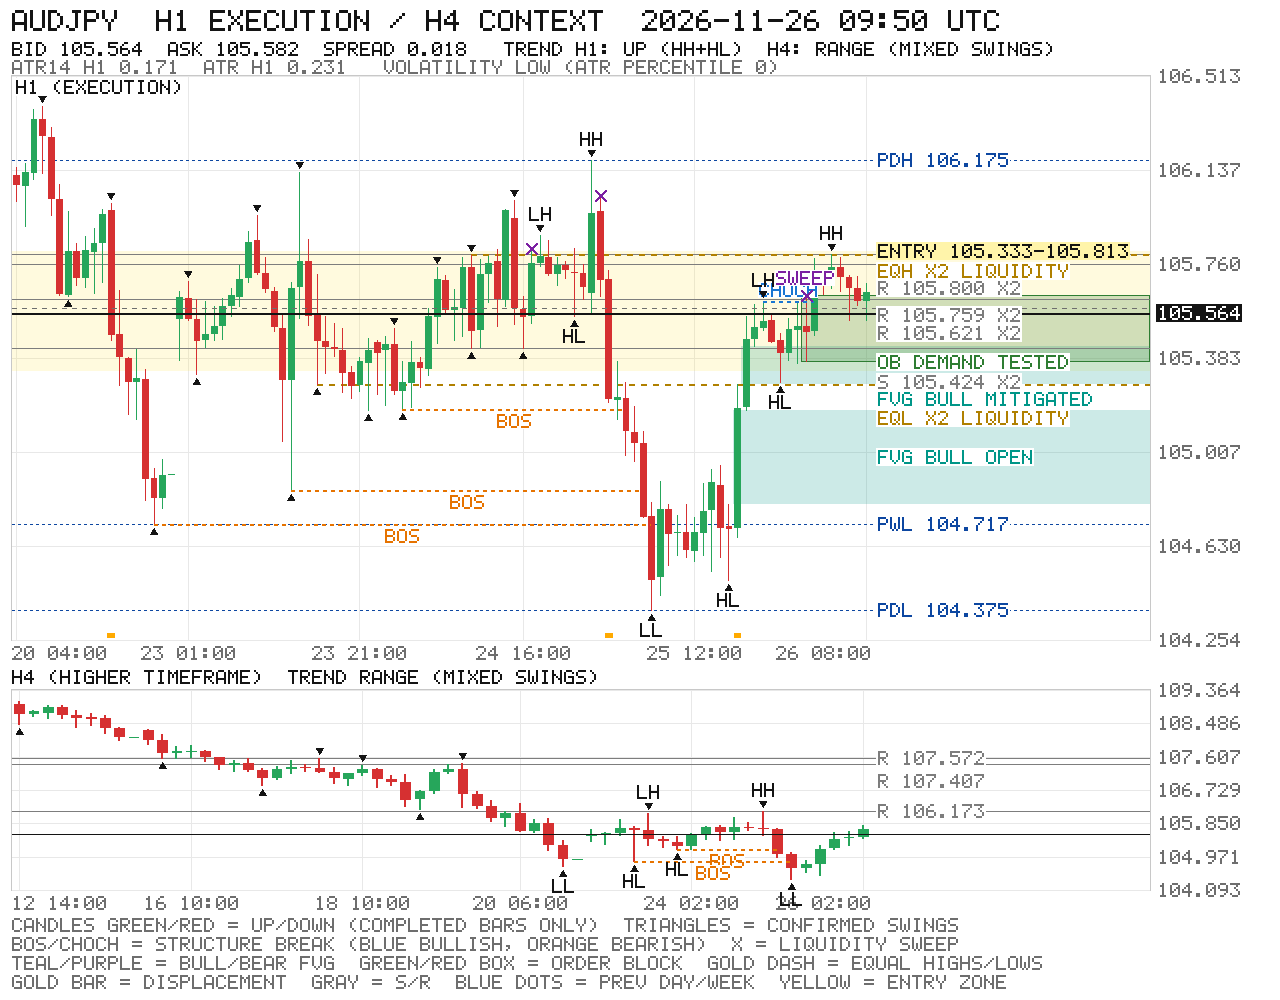 AUDJPY  H1 EXECUTION / H4 CONTEXT  2026-11-26 09:50 UTC
BID 105.564  ASK 105.582  SPREAD 0.018   TREND H1: UP (HH+HL)  H4: RANGE (MIXED SWINGS)
ATR14 H1 0.171  ATR H1 0.231   VOLATILITY LOW (ATR PERCENTILE 0)
H1 (EXECUTION)
106.513
HH
PDH 106.175
106.137
LH
HH
ENTRY 105.333-105.813
105.760
EQH X2 LIQUIDITY
LH
SWEEP
CHOCH
R 105.800 X2
R 105.759 X2
105.564
R 105.621 X2
HL
105.383
OB DEMAND TESTED
S 105.424 X2
HL
FVG BULL MITIGATED
BOS
EQL X2 LIQUIDITY
105.007
FVG BULL OPEN
BOS
PWL 104.717
BOS
104.630
HL
PDL 104.375
LL
104.254
20 04:00
23 01:00
23 21:00
24 16:00
25 12:00
26 08:00
H4 (HIGHER TIMEFRAME)  TREND RANGE (MIXED SWINGS)
109.364
108.486
R 107.572
107.607
R 107.407
LH
HH
106.729
R 106.173
105.850
BOS
104.971
HL
HL
BOS
LL
104.093
LL
12 14:00
16 10:00
18 10:00
20 06:00
24 02:00
02:00
CANDLES GREEN/RED = UP/DOWN (COMPLETED BARS ONLY)  TRIANGLES = CONFIRMED SWINGS
BOS/CHOCH = STRUCTURE BREAK (BLUE BULLISH, ORANGE BEARISH)  X = LIQUIDITY SWEEP
TEAL/PURPLE = BULL/BEAR FVG  GREEN/RED BOX = ORDER BLOCK  GOLD DASH = EQUAL HIGHS/LOWS
GOLD BAR = DISPLACEMENT  GRAY = S/R  BLUE DOTS = PREV DAY/WEEK  YELLOW = ENTRY ZONE